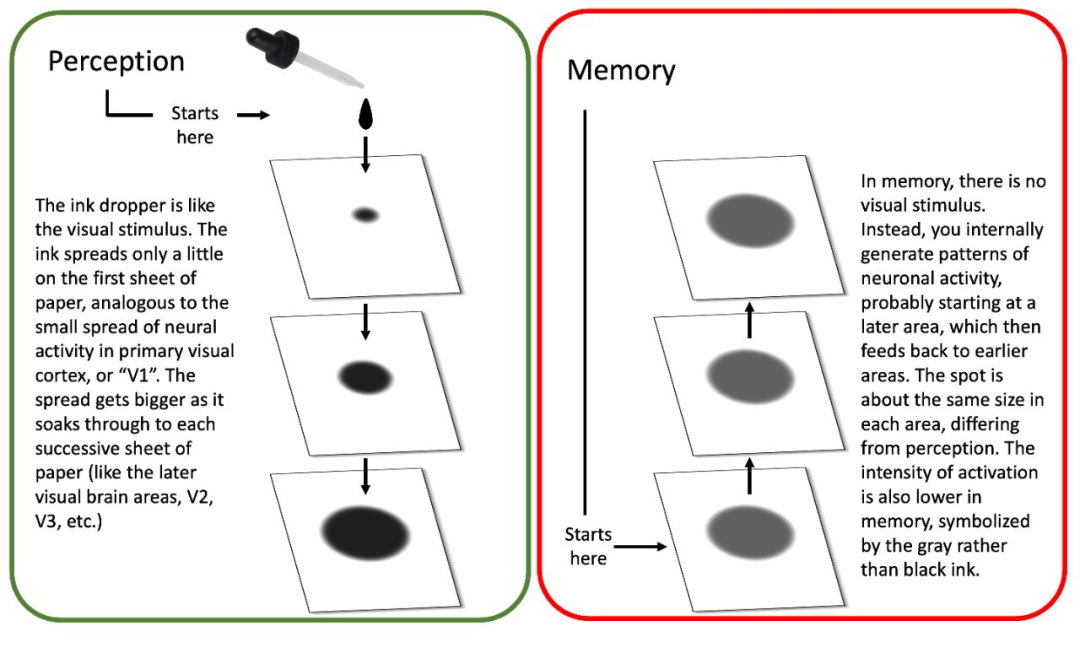 Perception
Starts
here
The ink dropper is like
the visual stimulus. The
ink spreads only a little
on the first sheet of
paper, analogous to the
small spread of neural
activity in primary visual
cortex, or “V1”. The
spread gets bigger as it
soaks through to each
successive sheet of
paper (like the later
visual brain areas, V2,
V3, etc.)
Memory
Starts
here
In memory, there is no
visual stimulus.
Instead, you internally
generate patterns of
neuronal activity,
probably starting at a
later area, which then
feeds back to earlier
areas. The spot is
about the same size in
each area, differing
from perception. The
intensity of activation
is also lower in
memory, symbolized
by the gray rather
than black ink.